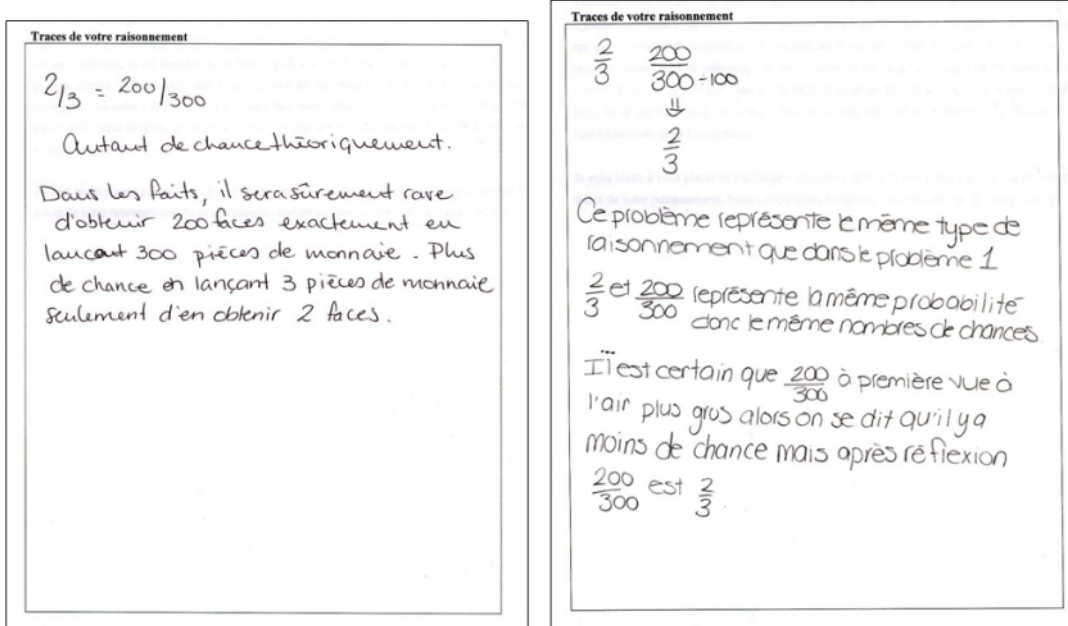 Traces de votre raisonnement
2/3 = 200/300
Autant de chance théoriquement.
Dans les faits, il sera sûrement rare
d'obtenir 200 faces exactement en
lançant 300 pièces de monnaie. Plus
de chance en lançant 3 pièces de monnaie
seulement d'en obtenir 2 faces.
Traces de votre raisonnement
2/3 200/300 ÷100
⇓
2/3
Ce problème représente le même type de
raisonnement que dans le problème 1
2/3 et 200/300 représente la même probabilité
donc le même nombres de chances.
...
Il est certain que 200/300 à première vue à
l'air plus gros alors on se dit qu'il y a
moins de chance mais après réflexion
200/300 est 2/3